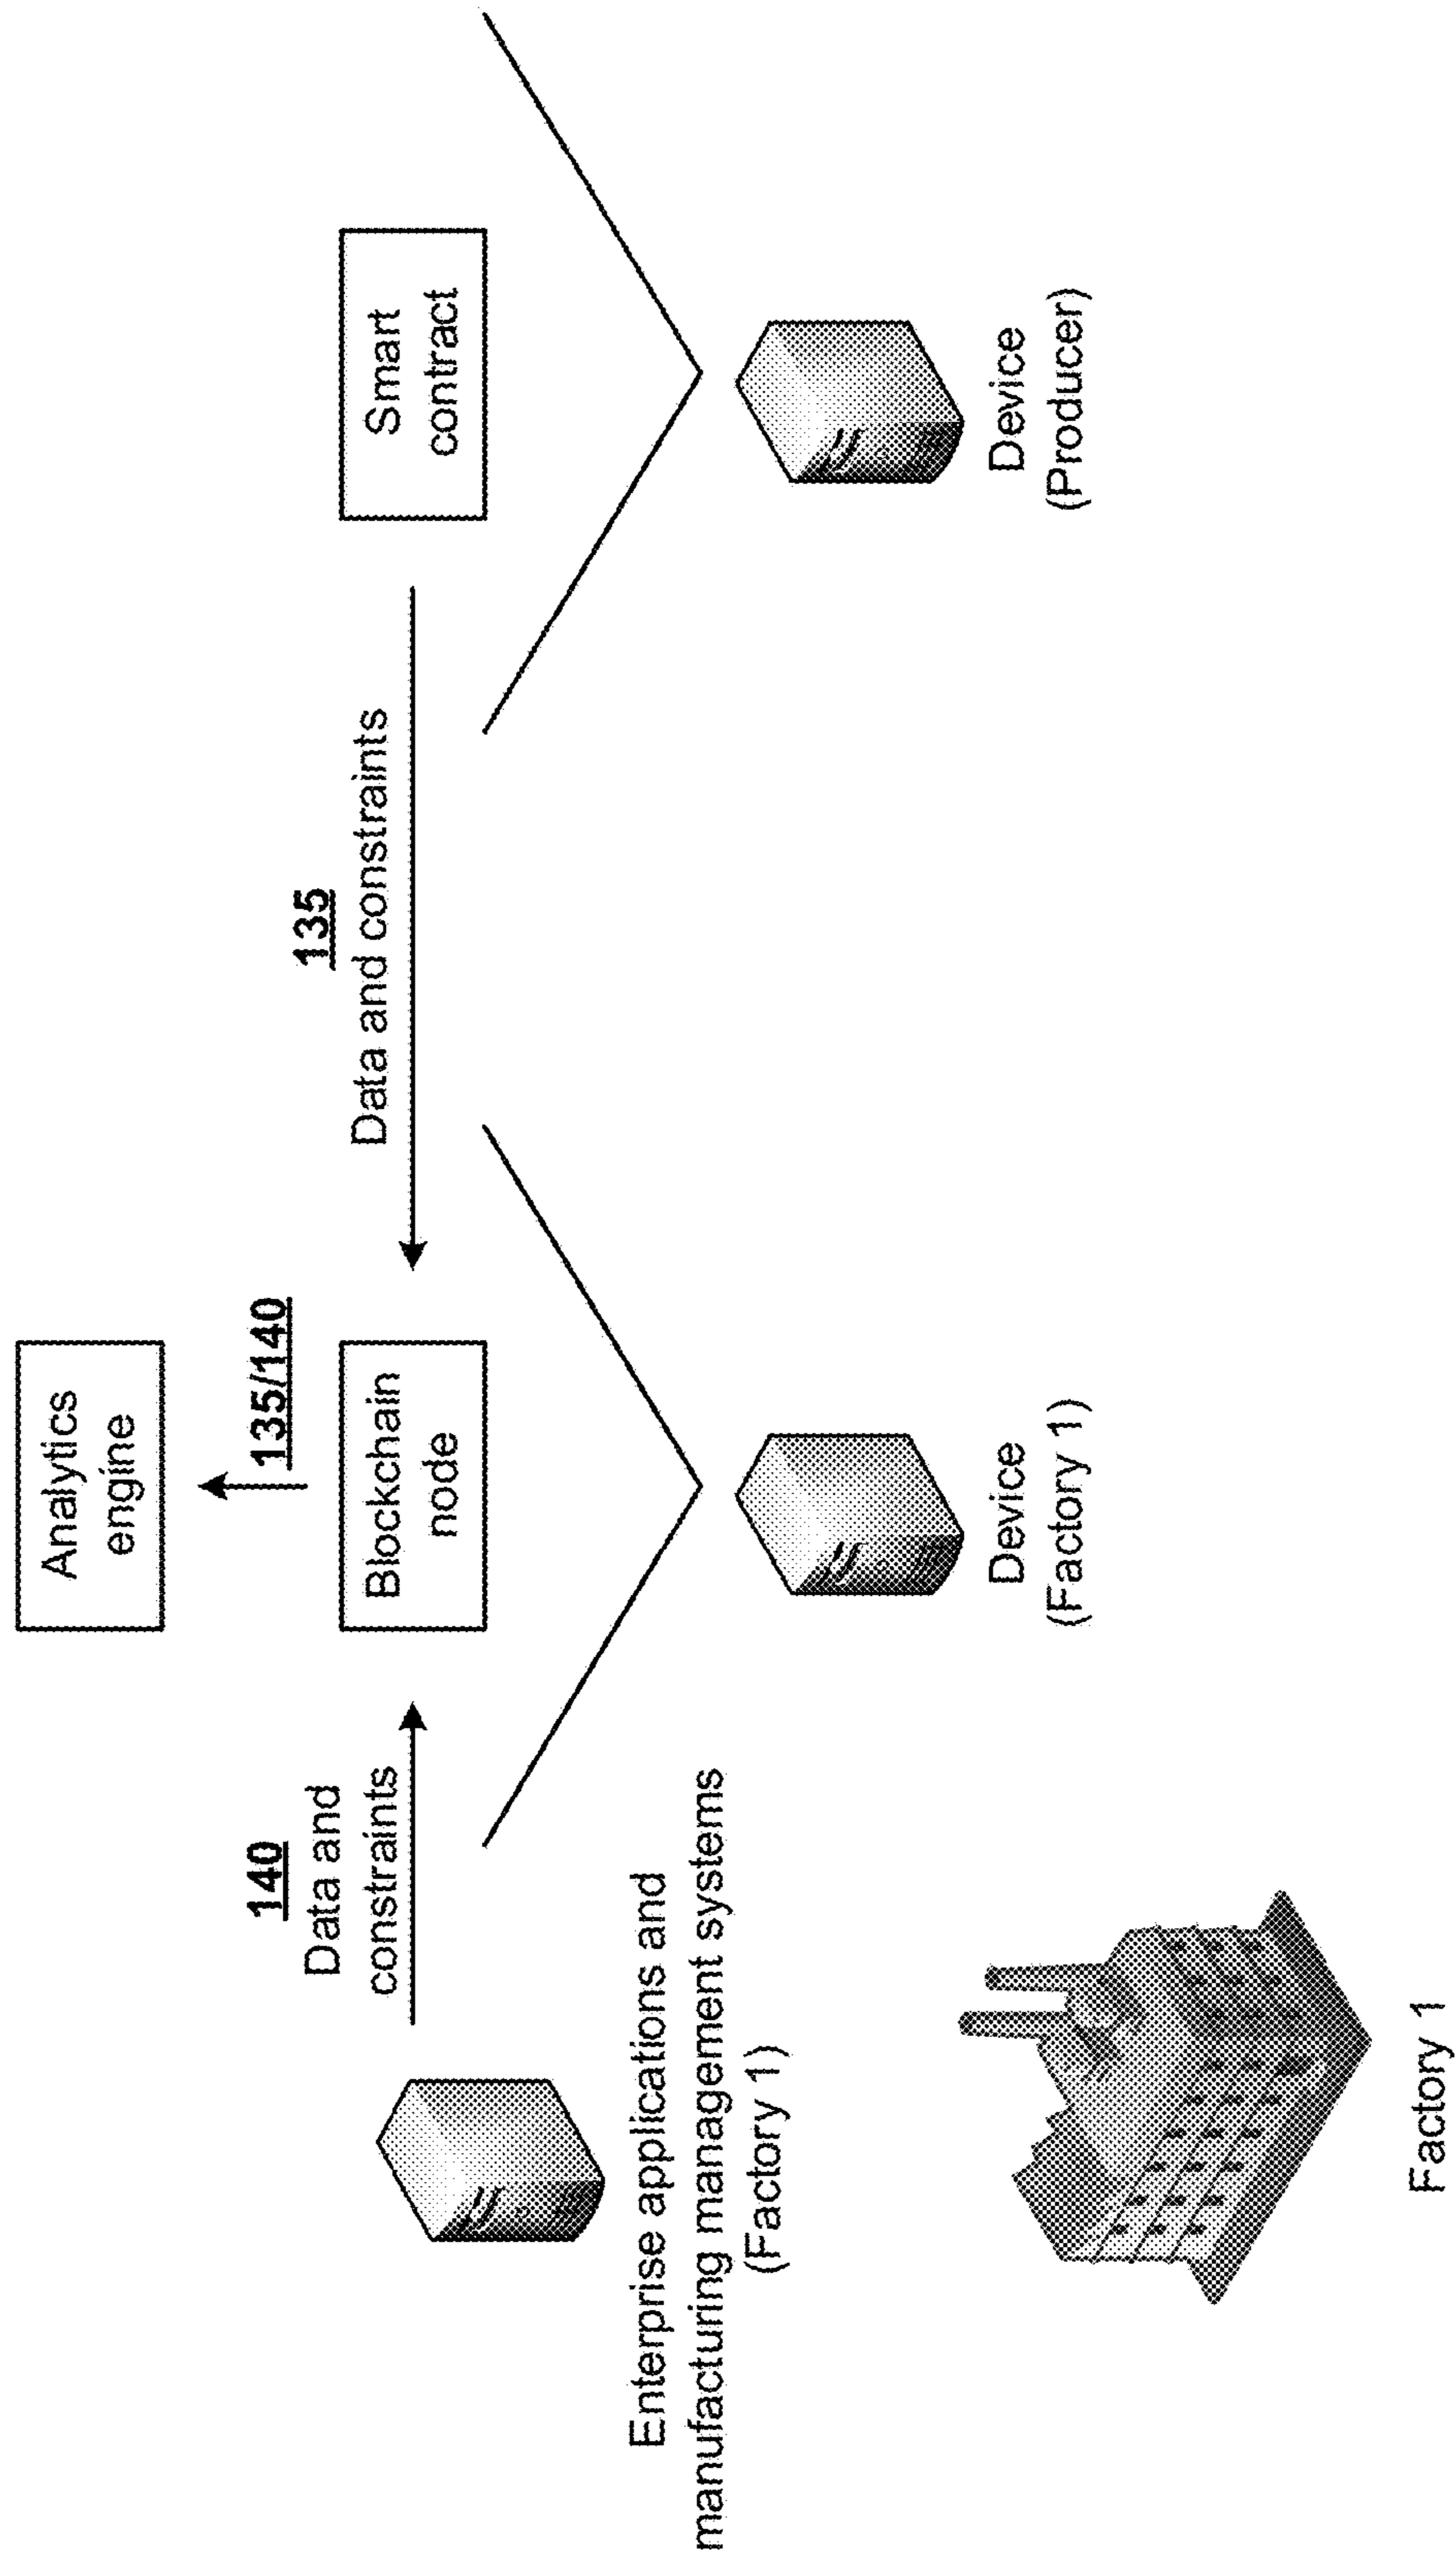 Analytics
engine
135/140
Blockchain
node
140
Data and
constraints
135
Data and constraints
Smart
contract
Enterprise applications and
manufacturing management systems
(Factory 1)
Device
(Factory 1)
Device
(Producer)
Factory 1